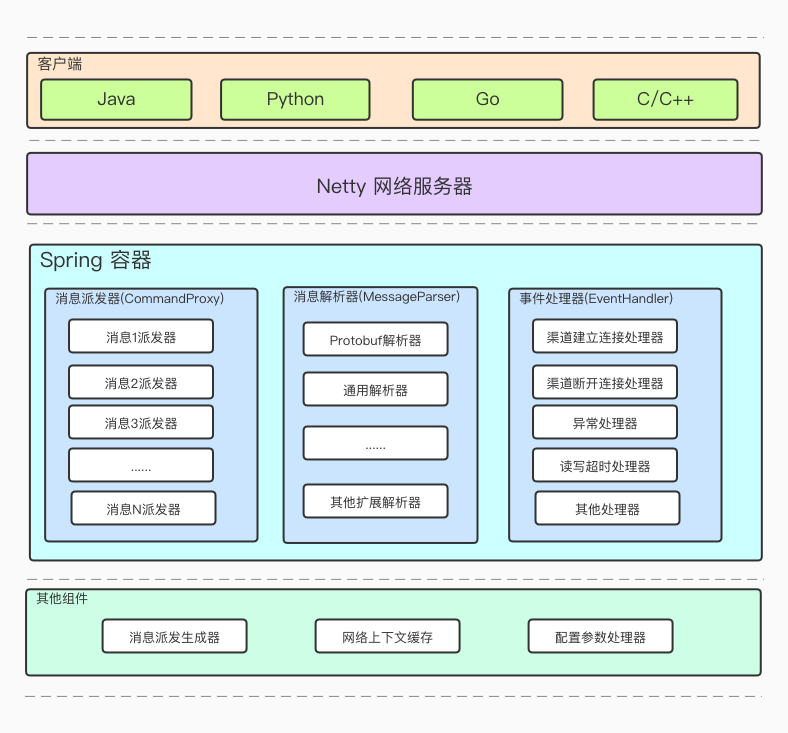 客户端
Java
Python
Go
C/C++
Netty 网络服务器
Spring 容器
消息派发器(CommandProxy)
消息1派发器
消息2派发器
消息3派发器
......
消息N派发器
消息解析器(MessageParser)
Protobuf解析器
通用解析器
......
其他扩展解析器
事件处理器(EventHandler)
渠道建立连接处理器
渠道断开连接处理器
异常处理器
读写超时处理器
其他处理器
其他组件
消息派发生成器
网络上下文缓存
配置参数处理器